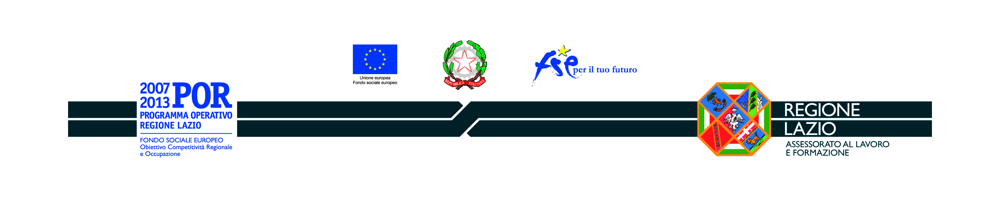 Unione europea
Fondo sociale europeo
REPVBBLICA ITALIANA
fse per il tuo futuro
2007
2013 POR
PROGRAMMA OPERATIVO
REGIONE LAZIO
FONDO SOCIALE EUROPEO
Obiettivo Competitività Regionale
e Occupazione
REGIONE
LAZIO
ASSESSORATO AL LAVORO
E FORMAZIONE